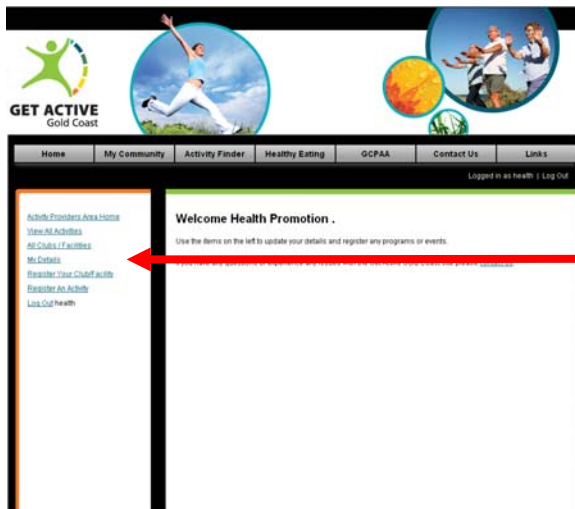 GET ACTIVE
Gold Coast
Home My Community Activity Finder Healthy Eating GCPAA Contact Us Links
Logged in as health | Log Out
Activity Providers Area Home
View All Activities
All Clubs / Facilities
My Details
Register Your Club/Facility
Register An Activity
Log Out health
Welcome Health Promotion .
Use the items on the left to update your details and register any programs or events.